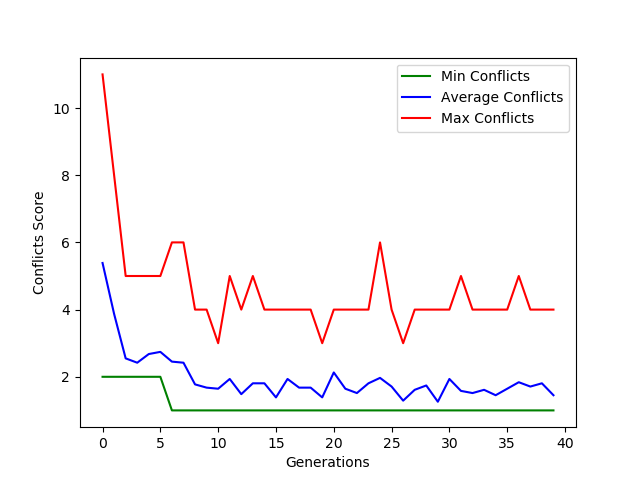 Min Conflicts
Average Conflicts
Max Conflicts
Conflicts Score
10
8
6
4
2
0 5 10 15 20 25 30 35 40
Generations